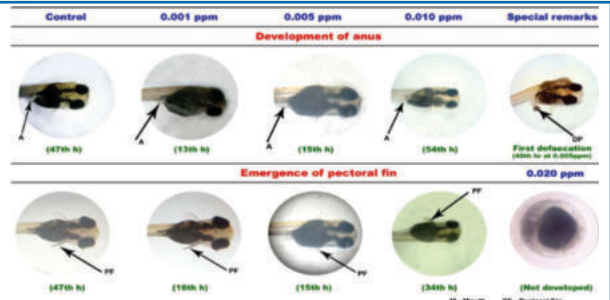 Control 0.001 ppm 0.005 ppm 0.010 ppm Special remarks
Development of anus
A A A A DP
(47th h) (13th h) (15th h) (54th h) First defaecation
(40th hr at 0.005ppm)
Emergence of pectoral fin 0.020 ppm
PF
PF PF PF
(47th h) (18th h) (15th h) (34th h) (Not developed)